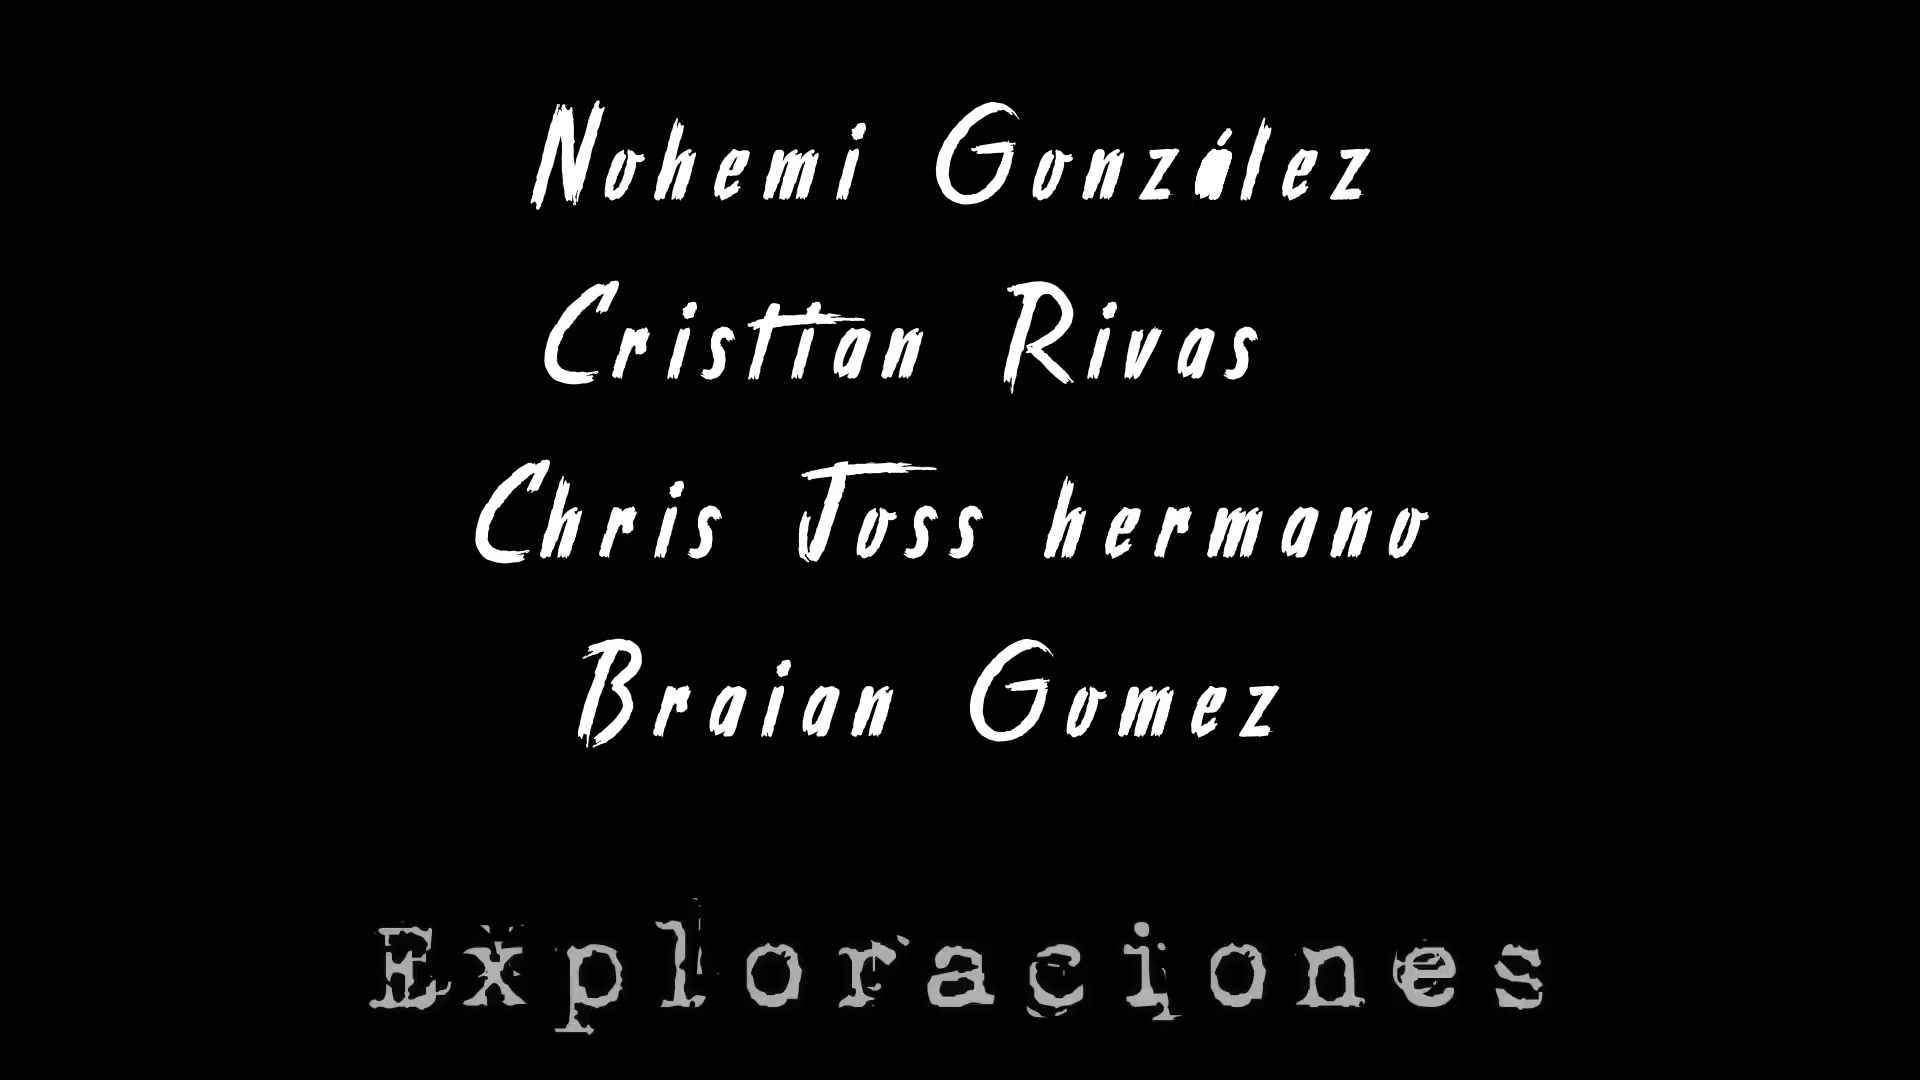 Nohemi González
Cristian Rivas
Chris Joss hermano
Braian Gomez
Exploraciones